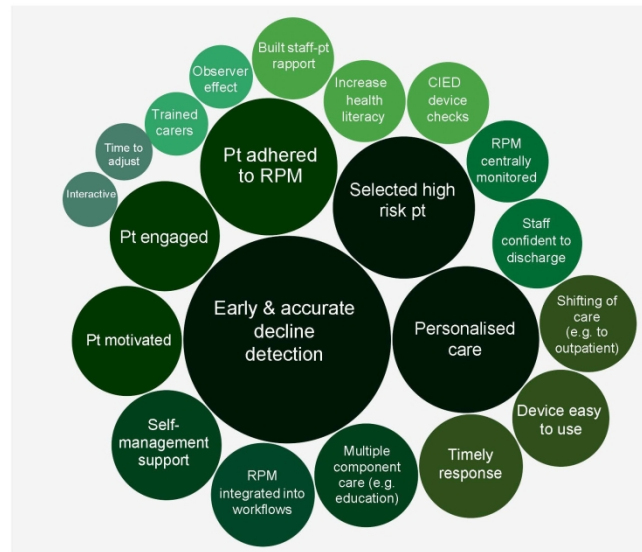 Built staff-pt
rapport
Observer
effect
Increase
health
literacy
CIED
device
checks
Trained
carers
Time to
adjust
Interactive
Pt adhered
to RPM
Selected high
risk pt
RPM
centrally
monitored
Pt engaged
Staff
confident to
discharge
Early & accurate
decline
detection
Personalised
care
Shifting of
care
(e.g. to
outpatient)
Pt motivated
Device easy
to use
Self-
management
support
Multiple
component
care (e.g.
education)
Timely
response
RPM
integrated into
workflows